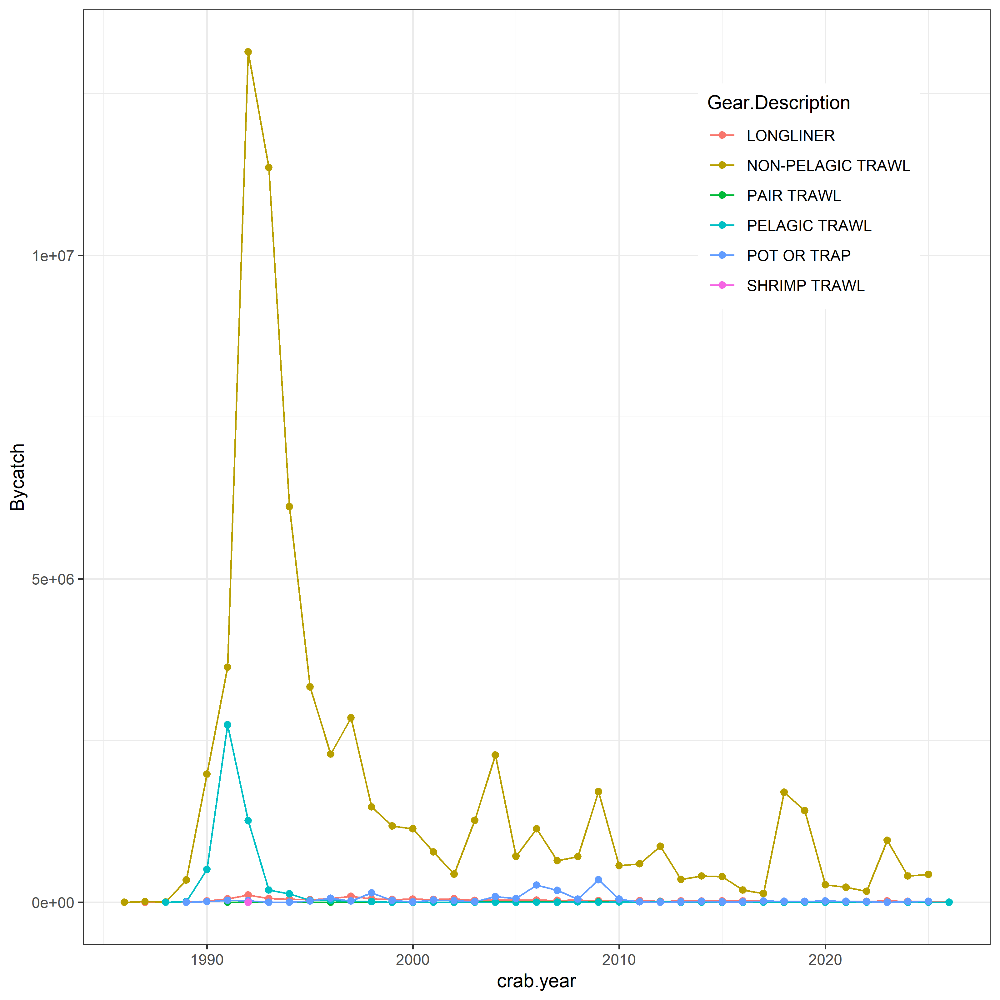 Gear.Description
LONGLINER
NON-PELAGIC TRAWL
PAIR TRAWL
PELAGIC TRAWL
POT OR TRAP
SHRIMP TRAWL
1e+07
5e+06
0e+00
Bycatch
1990 2000 2010 2020
crab.year